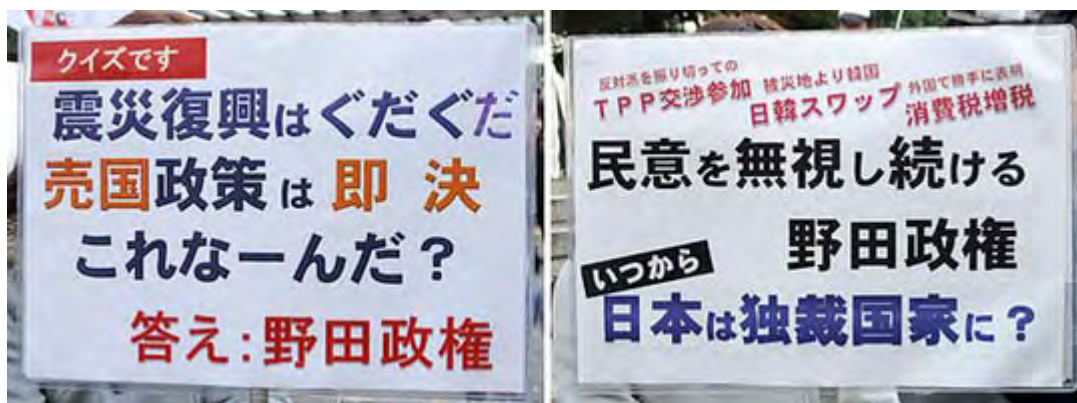 クイズです
震災復興はぐだぐだ
売国政策は即決
これなーんだ？
答え：野田政権
反対派を振り切っての
TPP交渉参加
被災地より韓国
日韓スワップ
外国で勝手に表明
消費税増税
民意を無視し続ける
野田政権
いつから
日本は独裁国家に？